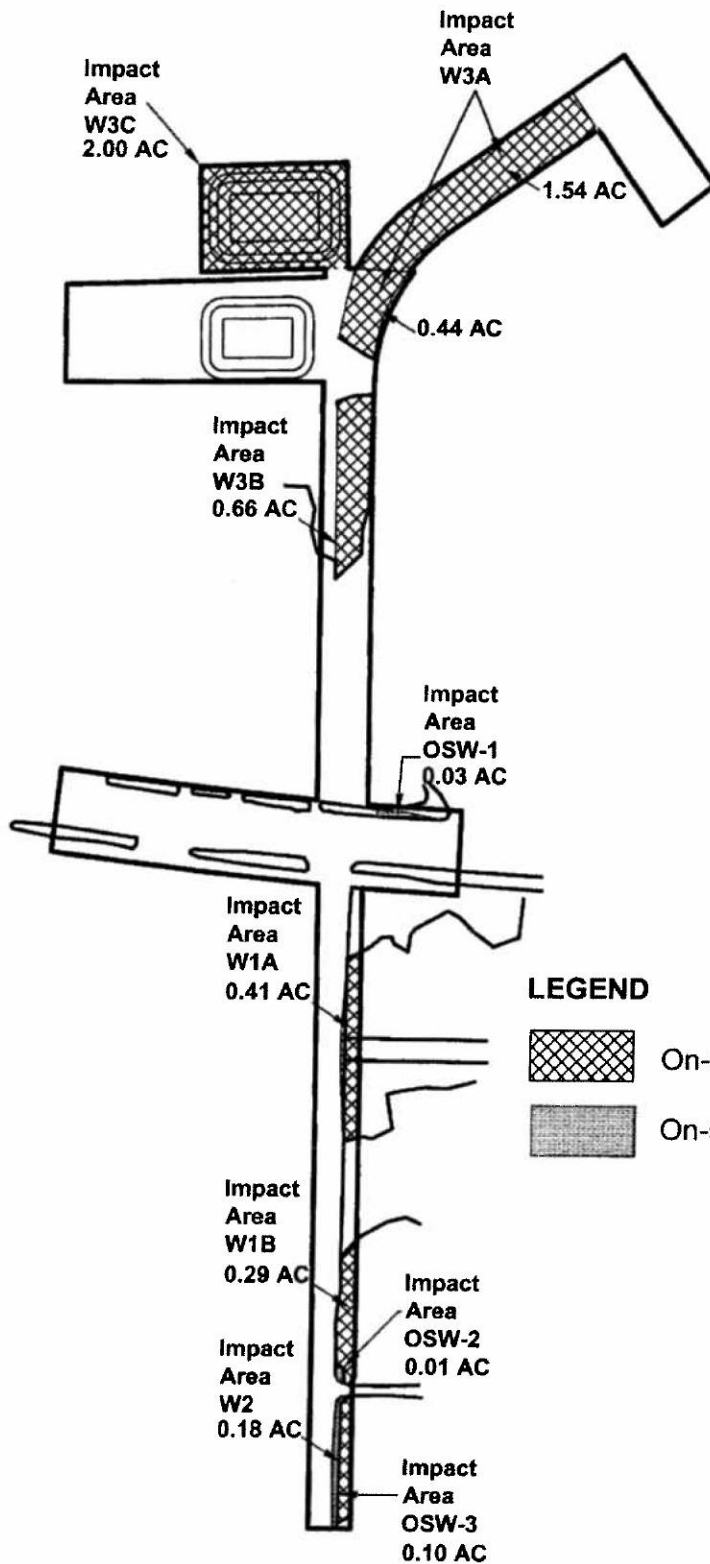 Impact
Area
W3A
Impact
Area
W3C
2.00 AC
1.54 AC
0.44 AC
Impact
Area
W3B
0.66 AC
Impact
Area
OSW-1
0.03 AC
Impact
Area
W1A
0.41 AC
LEGEND
On-
On-
Impact
Area
W1B
0.29 AC
Impact
Area
OSW-2
0.01 AC
Impact
Area
W2
0.18 AC
Impact
Area
OSW-3
0.10 AC